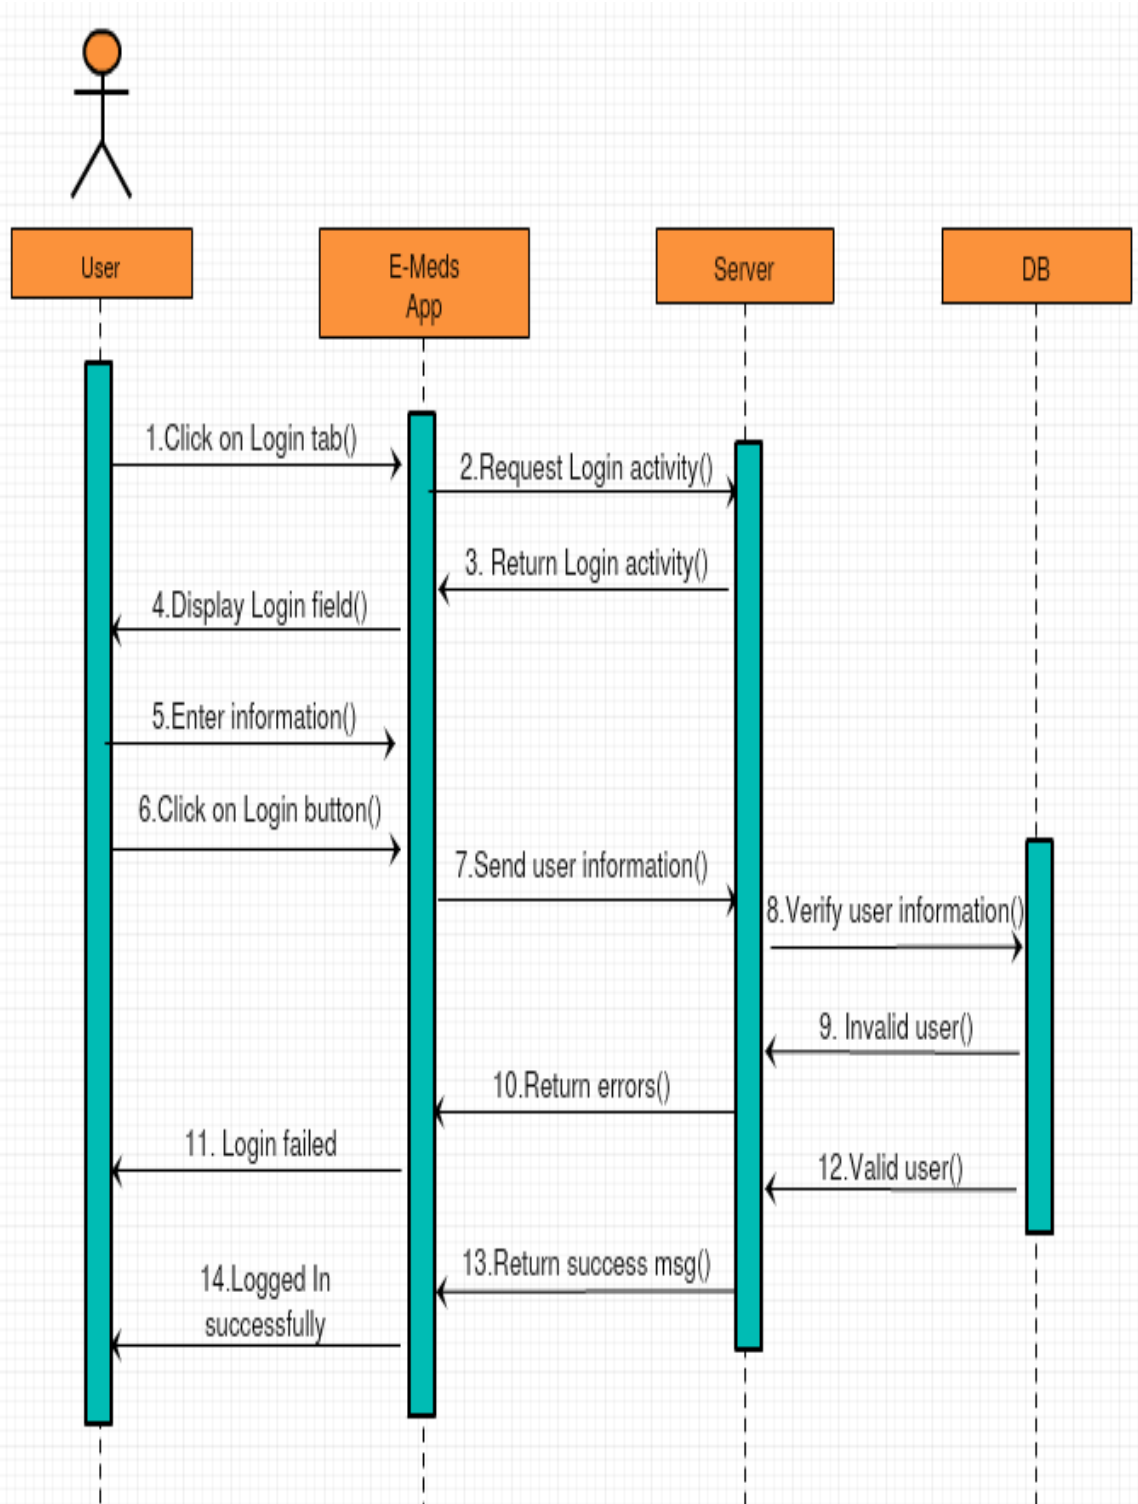 User
E-Meds
App
Server
DB
1.Click on Login tab()
2.Request Login activity()
3. Return Login activity()
4.Display Login field()
5.Enter information()
6.Click on Login button()
7.Send user information()
8.Verify user information()
9. Invalid user()
10.Return errors()
11. Login failed
12.Valid user()
13.Return success msg()
14.Logged In
successfully